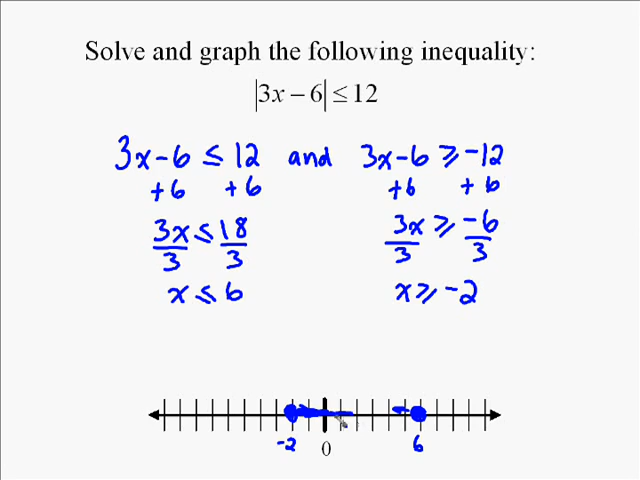 Solve and graph the following inequality:
|3x − 6| ≤ 12
3x-6 ≤ 12 and 3x-6 ≥ -12
+6 +6 +6 +6
3x ≤ 18 3x ≥ -6
3 3 3 3
x ≤ 6 x ≥ -2
-2 0 6